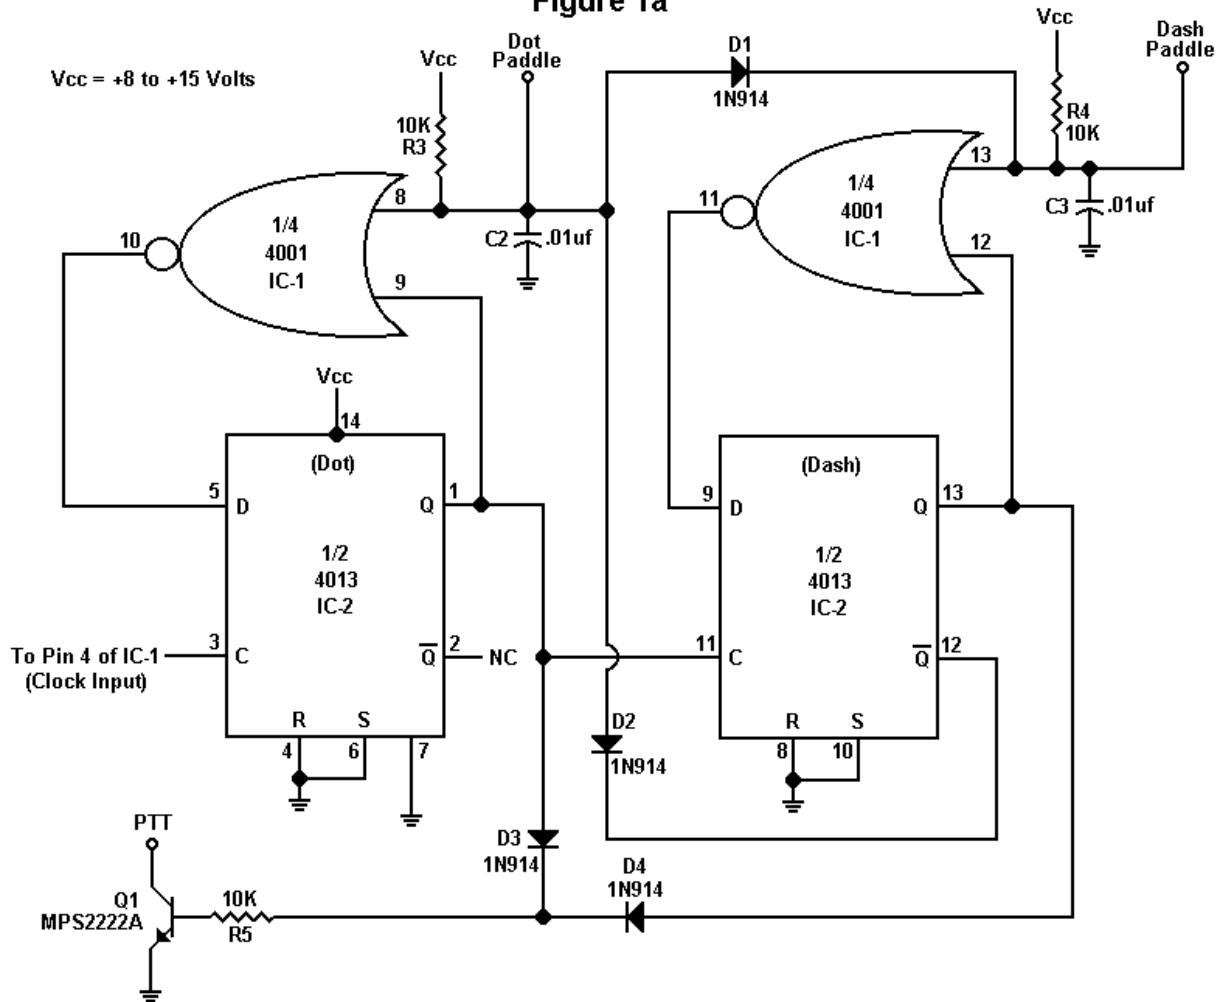 Figure 1a
Vcc = +8 to +15 Volts
Vcc
Dot
Paddle
D1
1N914
Vcc
Dash
Paddle
10K
R3
R4
10K
8
13
1/4
4001
IC-1
10
C2
.01uf
9
11
1/4
4001
IC-1
C3
.01uf
12
Vcc
14
(Dot)
5
D
Q
1
1/2
4013
IC-2
To Pin 4 of IC-1
(Clock Input)
3
C
Q
2
NC
R
S
4
6
7
(Dash)
9
D
Q
13
1/2
4013
IC-2
11
C
Q
12
R
S
8
10
D2
1N914
PTT
D3
1N914
D4
1N914
Q1
MPS2222A
10K
R5